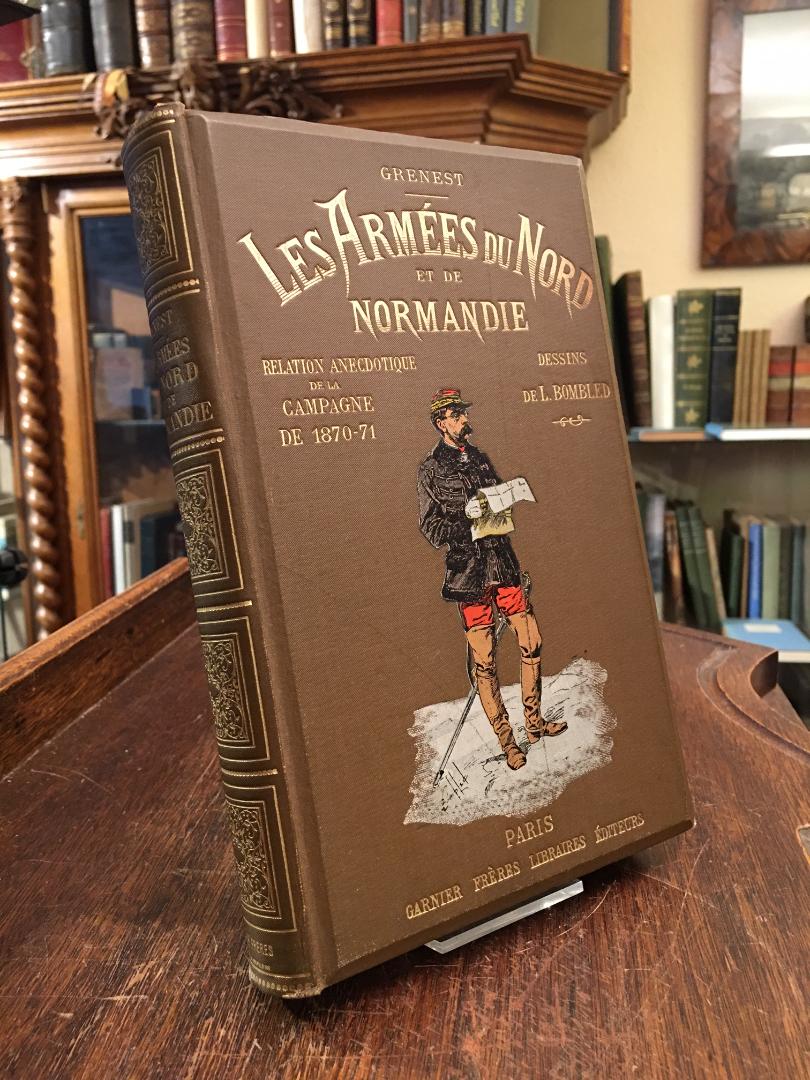 GRENEST
LES ARMÉES DU NORD
ET DE
NORMANDIE
RELATION ANECDOTIQUE
DE LA
CAMPAGNE
DE 1870-71
DESSINS
DE L. BOMBLED
PARIS
GARNIER FRÈRES LIBRAIRES ÉDITEURS